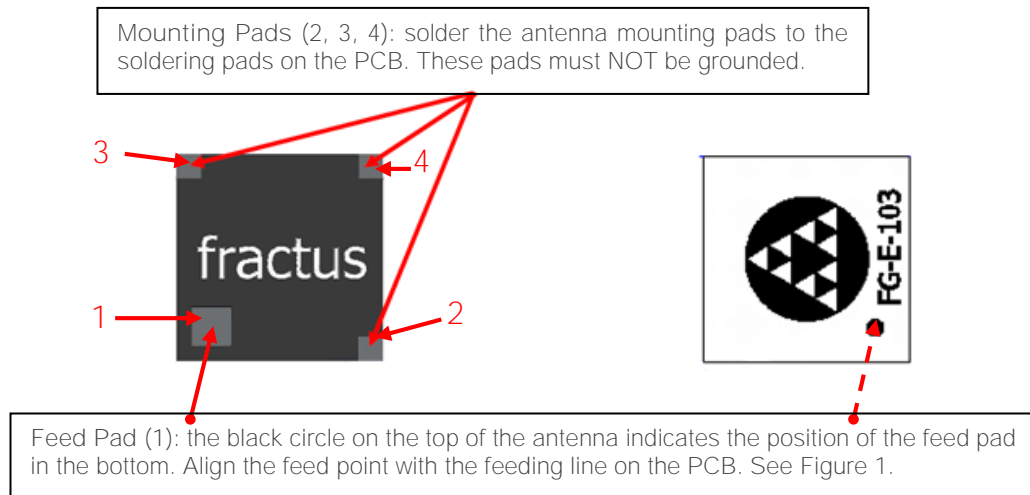 Mounting Pads (2, 3, 4): solder the antenna mounting pads to the
soldering pads on the PCB. These pads must NOT be grounded.
3
4
fractus
FG-E-103
1
2
Feed Pad (1): the black circle on the top of the antenna indicates the position of the feed pad
in the bottom. Align the feed point with the feeding line on the PCB. See Figure 1.